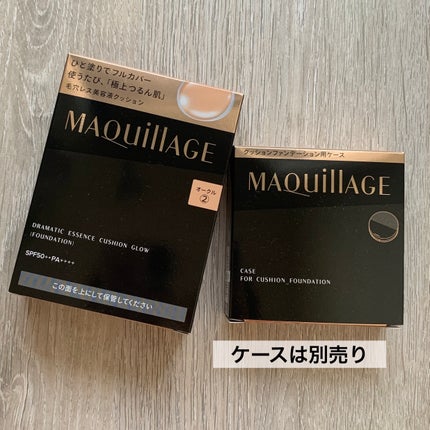 ひと塗りでフルカバー
使うたび、「極上つるん肌」
毛穴レス美容液クッション
MAQuillAGE
オークル
②
DRAMATIC ESSENCE CUSHION GLOW
(FOUNDATION)
SPF50+・PA++++
この面を上にして保管してください
クッションファンデーション用ケース
MAQuillAGE
CASE
FOR CUSHION FOUNDATION
ケースは別売り